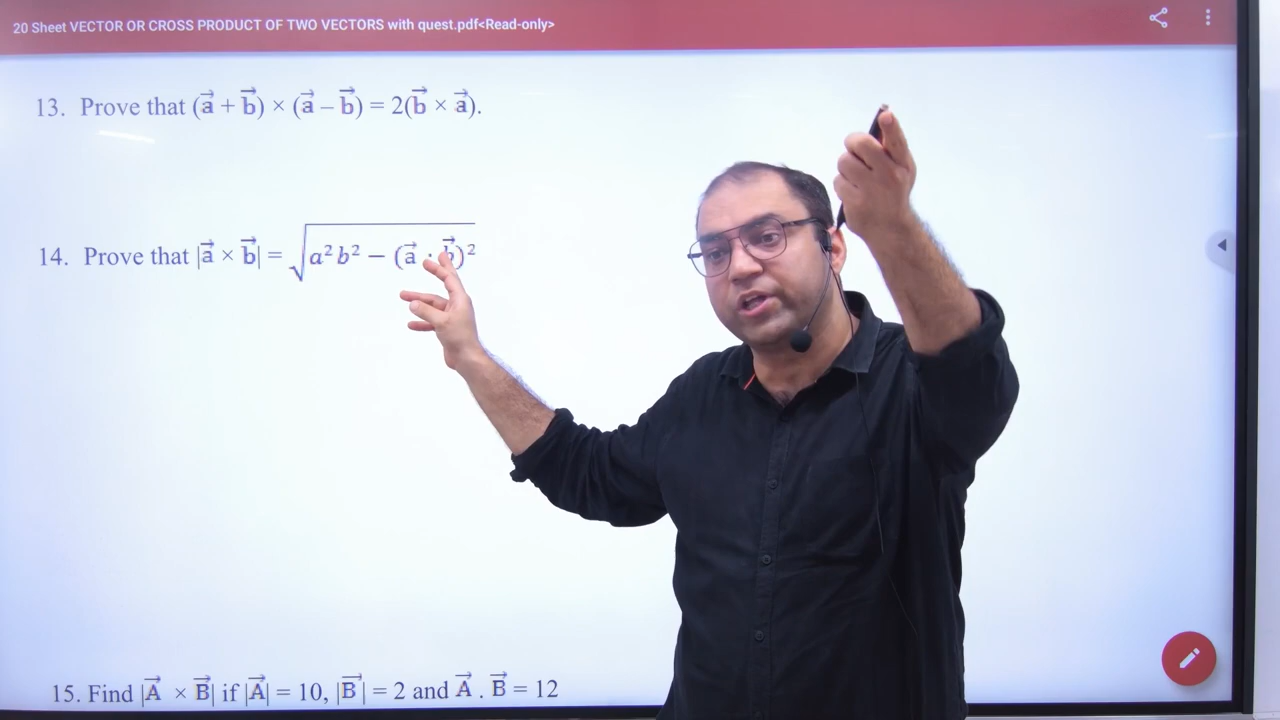 20 Sheet VECTOR OR CROSS PRODUCT OF TWO VECTORS with quest.pdf<Read-only>
13. Prove that (a⃗ + b⃗) × (a⃗ – b⃗) = 2(b⃗ × a⃗).
14. Prove that |a⃗ × b⃗| = √(a²b² − (a⃗ · b⃗)²)
15. Find |A⃗ × B⃗| if |A⃗| = 10, |B⃗| = 2 and A⃗ . B⃗ = 12